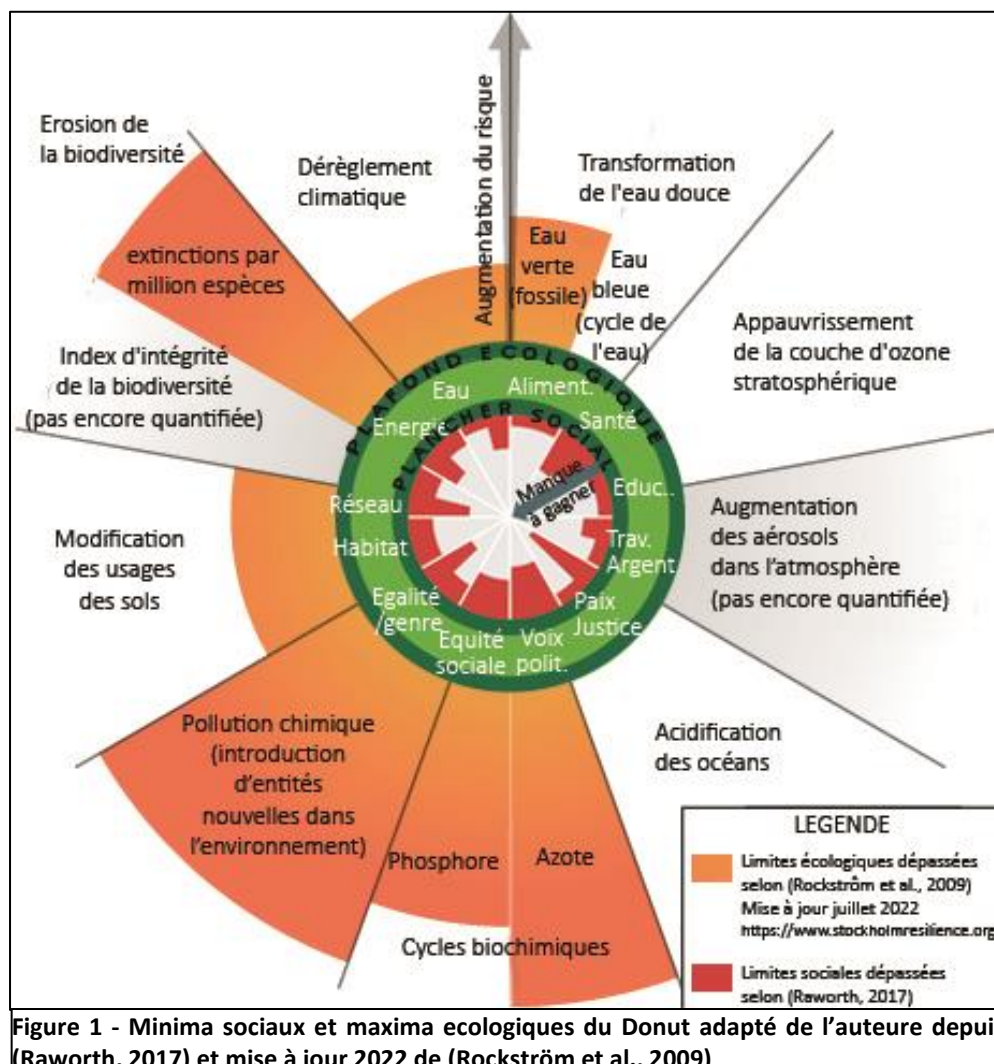 Erosion de
la biodiversité
Dérèglement
climatique
Augmentation du risque
Transformation
de l'eau douce
Eau
verte
(fossile)
Eau
bleue
(cycle de
l'eau)
extinctions par
million espèces
Index d'intégrité
de la biodiversité
(pas encore quantifiée)
Appauvrissement
de la couche d'ozone
stratosphérique
PLAFOND ECOLOGIQUE
Eau
Aliment.
Energie
PLANCHER SOCIAL
Santé
Manque
à gagner
Réseau
Educ..
Habitat
Trav.
Argent.
Egalité
/genre
Paix
Justice
Equité
sociale
Voix
polit.
Augmentation
des aérosols
dans l'atmosphère
(pas encore quantifiée)
Modification
des usages
des sols
Acidification
des océans
Pollution chimique
(introduction
d'entités
nouvelles dans
l'environnement)
Phosphore
Azote
Cycles biochimiques
LEGENDE
Limites écologiques dépassées
selon (Rockström et al., 2009)
Mise à jour juillet 2022
https://www.stockholmresilience.org
Limites sociales dépassées
selon (Raworth, 2017)
Figure 1 - Minima sociaux et maxima ecologiques du Donut adapté de l'auteure depui
(Raworth, 2017) et mise à jour 2022 de (Rockström et al., 2009)